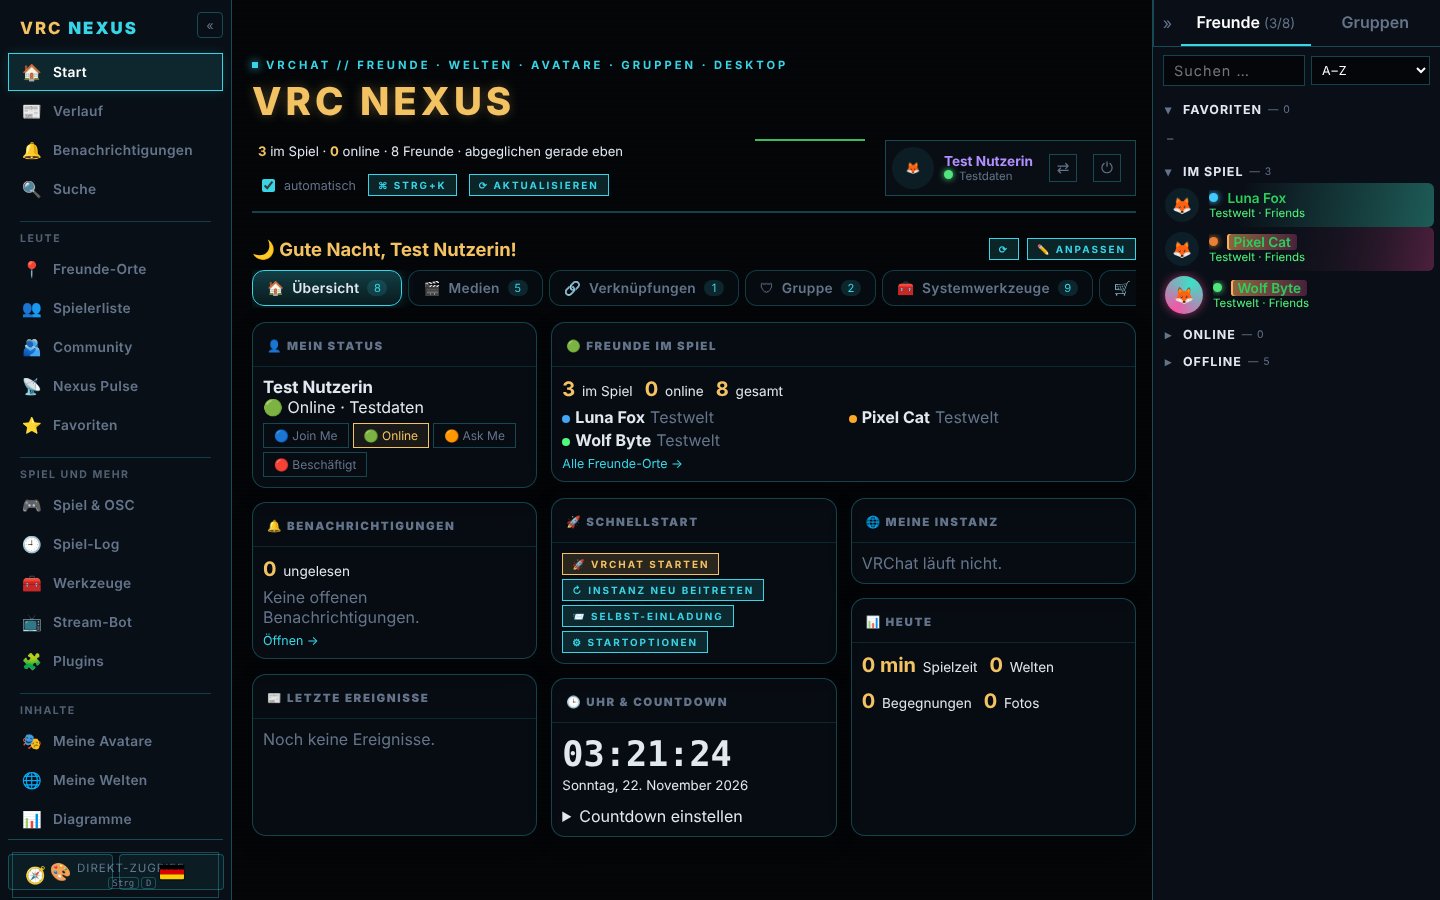 VRC NEXUS
«
Start
Verlauf
Benachrichtigungen
Suche
LEUTE
Freunde-Orte
Spielerliste
Community
Nexus Pulse
Favoriten
SPIEL UND MEHR
Spiel & OSC
Spiel-Log
Werkzeuge
Stream-Bot
Plugins
INHALTE
Meine Avatare
Meine Welten
Diagramme
Strg D
VRCHAT // FREUNDE · WELTEN · AVATARE · GRUPPEN · DESKTOP
VRC NEXUS
3 im Spiel · 0 online · 8 Freunde · abgeglichen gerade eben
automatisch
⌘ STRG+K
⟳ AKTUALISIEREN
Test Nutzerin
Testdaten
Gute Nacht, Test Nutzerin!
⟳
ANPASSEN
Übersicht 8
Medien 5
Verknüpfungen 1
Gruppe 2
Systemwerkzeuge 9
MEIN STATUS
Test Nutzerin
Online · Testdaten
Join Me
Online
Ask Me
Beschäftigt
FREUNDE IM SPIEL
3 im Spiel 0 online 8 gesamt
Luna Fox Testwelt
Pixel Cat Testwelt
Wolf Byte Testwelt
Alle Freunde-Orte →
BENACHRICHTIGUNGEN
0 ungelesen
Keine offenen
Benachrichtigungen.
Öffnen →
SCHNELLSTART
VRCHAT STARTEN
↻ INSTANZ NEU BEITRETEN
SELBST-EINLADUNG
⚙ STARTOPTIONEN
MEINE INSTANZ
VRChat läuft nicht.
HEUTE
0 min Spielzeit 0 Welten
0 Begegnungen 0 Fotos
LETZTE EREIGNISSE
Noch keine Ereignisse.
UHR & COUNTDOWN
03:21:24
Sonntag, 22. November 2026
▶ Countdown einstellen
»
Freunde (3/8)
Gruppen
Suchen ...
A–Z
▾ FAVORITEN — 0
–
▾ IM SPIEL — 3
Luna Fox
Testwelt · Friends
Pixel Cat
Testwelt · Friends
Wolf Byte
Testwelt · Friends
▸ ONLINE — 0
▸ OFFLINE — 5